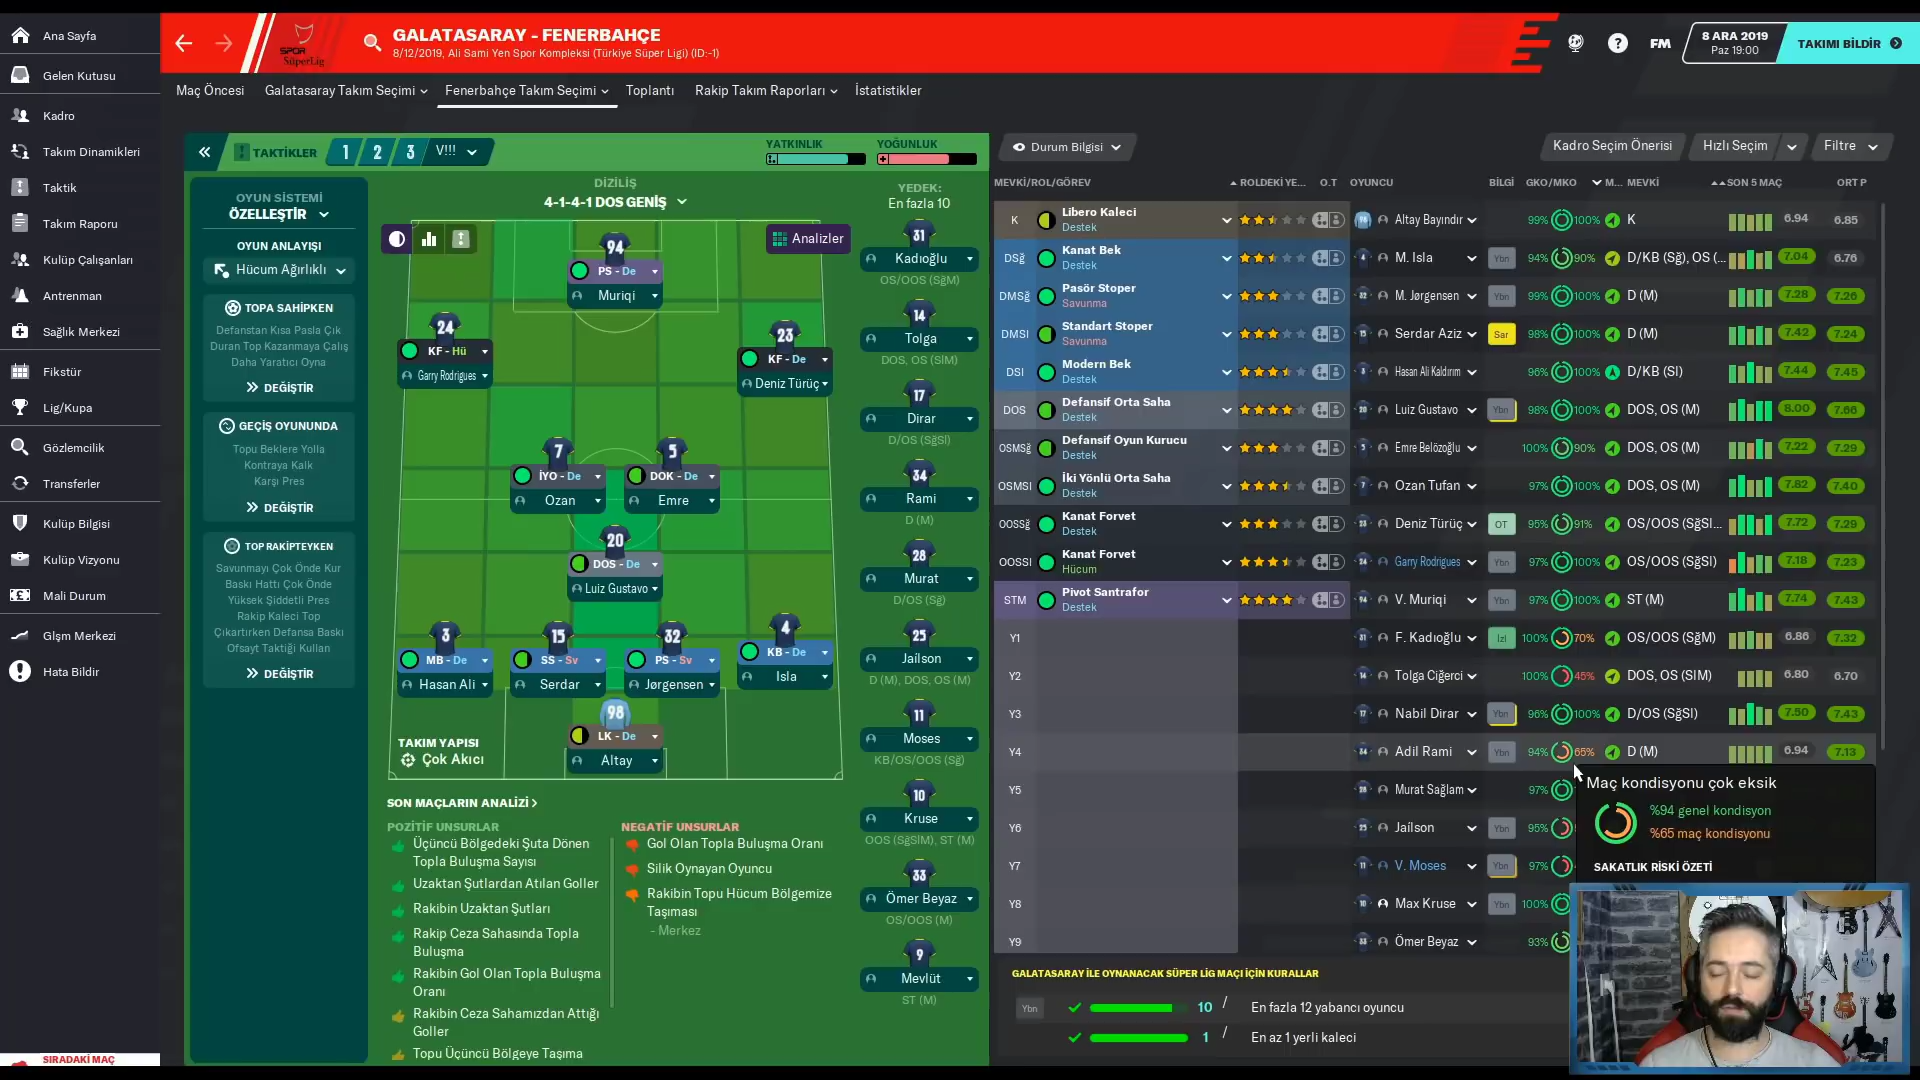 Ana Sayfa
Gelen Kutusu
Kadro
Takım Dinamikleri
Taktik
Takım Raporu
Kulüp Çalışanları
Antrenman
Sağlık Merkezi
Fikstür
Lig/Kupa
Gözlemcilik
Transferler
Kulüp Bilgisi
Kulüp Vizyonu
Mali Durum
Gİşm Merkezi
Hata Bildir
SIRADAKİ MAÇ
SPOR
SüperLig
GALATASARAY - FENERBAHÇE
8/12/2019, Ali Sami Yen Spor Kompleksi (Türkiye Süper Ligi) (ID:-1)
? FM
8 ARA 2019
Paz 19:00
TAKIMI BİLDİR
Maç Öncesi Galatasaray Takım Seçimi Fenerbahçe Takım Seçimi Toplantı Rakip Takım Raporları İstatistikler
TAKTİKLER 1 2 3 V!!!
YATKINLIK YOĞUNLUK
OYUN SİSTEMİ
ÖZELLEŞTİR
OYUN ANLAYIŞI
Hücum Ağırlıklı
TOPA SAHİPKEN
Defanstan Kısa Pasla Çık
Duran Top Kazanmaya Çalış
Daha Yaratıcı Oyna
DEĞİŞTİR
GEÇİŞ OYUNUNDA
Topu Beklere Yolla
Kontraya Kalk
Karşı Pres
DEĞİŞTİR
TOP RAKİPTEYKEN
Savunmayı Çok Önde Kur
Baskı Hattı Çok Önde
Yüksek Şiddetli Pres
Rakip Kaleci Top
Çıkartırken Defansa Baskı
Ofsayt Taktiği Kullan
DEĞİŞTİR
DİZİLİŞ
4-1-4-1 DOS GENİŞ
Analizler
94
PS - De
Muriqi
24
KF - Hü
Garry Rodrigues
23
KF - De
Deniz Türüç
7
İYO - De
Ozan
5
DOK - De
Emre
20
DOS - De
Luiz Gustavo
3
MB - De
Hasan Ali
15
SS - Sv
Serdar
32
PS - Sv
Jørgensen
4
KB - De
Isla
98
LK - De
Altay
TAKIM YAPISI
Çok Akıcı
SON MAÇLARIN ANALİZİ
POZİTİF UNSURLAR
Üçüncü Bölgedeki Şuta Dönen
Topla Buluşma Sayısı
Uzaktan Şutlardan Atılan Goller
Rakibin Uzaktan Şutları
Rakip Ceza Sahasında Topla
Buluşma
Rakibin Gol Olan Topla Buluşma
Oranı
Rakibin Ceza Sahamızdan Attığı
Goller
Topu Üçüncü Bölgeye Taşıma
NEGATİF UNSURLAR
Gol Olan Topla Buluşma Oranı
Silik Oynayan Oyuncu
Rakibin Topu Hücum Bölgemize
Taşıması
- Merkez
YEDEK:
En fazla 10
31
Kadıoğlu
OS/OOS (SğM)
14
Tolga
DOS, OS (SlM)
17
Dirar
D/OS (SğSl)
34
Rami
D (M)
28
Murat
D/OS (Sğ)
25
Jaílson
D (M), DOS, OS (M)
11
Moses
KB/OS/OOS (Sğ)
10
Kruse
OOS (SğSlM), ST (M)
33
Ömer Beyaz
OS/OOS (M)
9
Mevlüt
ST (M)
Durum Bilgisi Kadro Seçim Önerisi Hızlı Seçim Filtre
MEVKİ/ROL/GÖREV ROLDEKİ YE... O.T OYUNCU BİLGİ GKO/MKO M... MEVKİ SON 5 MAÇ ORT P
K Libero Kaleci Destek Altay Bayındır 99% 100% K 6.94 6.85
DSğ Kanat Bek Destek M. Isla Ybn 94% 90% D/KB (Sğ), OS (... 7.04 6.76
DMSğ Pasör Stoper Savunma M. Jørgensen Ybn 99% 100% D (M) 7.28 7.26
DMSl Standart Stoper Savunma Serdar Aziz Sar 98% 100% D (M) 7.42 7.24
DSl Modern Bek Destek Hasan Ali Kaldırım 96% 100% D/KB (Sl) 7.44 7.45
DOS Defansif Orta Saha Destek Luiz Gustavo Ybn 98% 100% DOS, OS (M) 8.00 7.66
OSMSğ Defansif Oyun Kurucu Destek Emre Belözoğlu 100% 90% DOS, OS (M) 7.22 7.29
OSMSl İki Yönlü Orta Saha Destek Ozan Tufan 97% 100% DOS, OS (M) 7.82 7.40
OOSSğ Kanat Forvet Destek Deniz Türüç OT 95% 91% OS/OOS (SğSl... 7.72 7.29
OOSSl Kanat Forvet Hücum Garry Rodrigues Ybn 97% 100% OS/OOS (SğSl) 7.18 7.23
STM Pivot Santrafor Destek V. Muriqi Ybn 97% 100% ST (M) 7.74 7.43
Y1 F. Kadıoğlu İzl 100% 70% OS/OOS (SğM) 6.86 7.32
Y2 Tolga Ciğerci 100% 45% DOS, OS (SlM) 6.80 6.70
Y3 Nabil Dirar Ybn 96% 100% D/OS (SğSl) 7.50 7.43
Y4 Adil Rami Ybn 94% 65% D (M) 6.94 7.13
Y5 Murat Sağlam 97%
Y6 Jaílson Ybn 95%
Y7 V. Moses Ybn 97%
Y8 Max Kruse Ybn 100%
Y9 Ömer Beyaz 93%
Maç kondisyonu çok eksik
%94 genel kondisyon
%65 maç kondisyonu
SAKATLIK RİSKİ ÖZETİ
GALATASARAY İLE OYNANACAK SÜPER LİG MAÇI İÇİN KURALLAR
Ybn 10 / En fazla 12 yabancı oyuncu
1 / En az 1 yerli kaleci